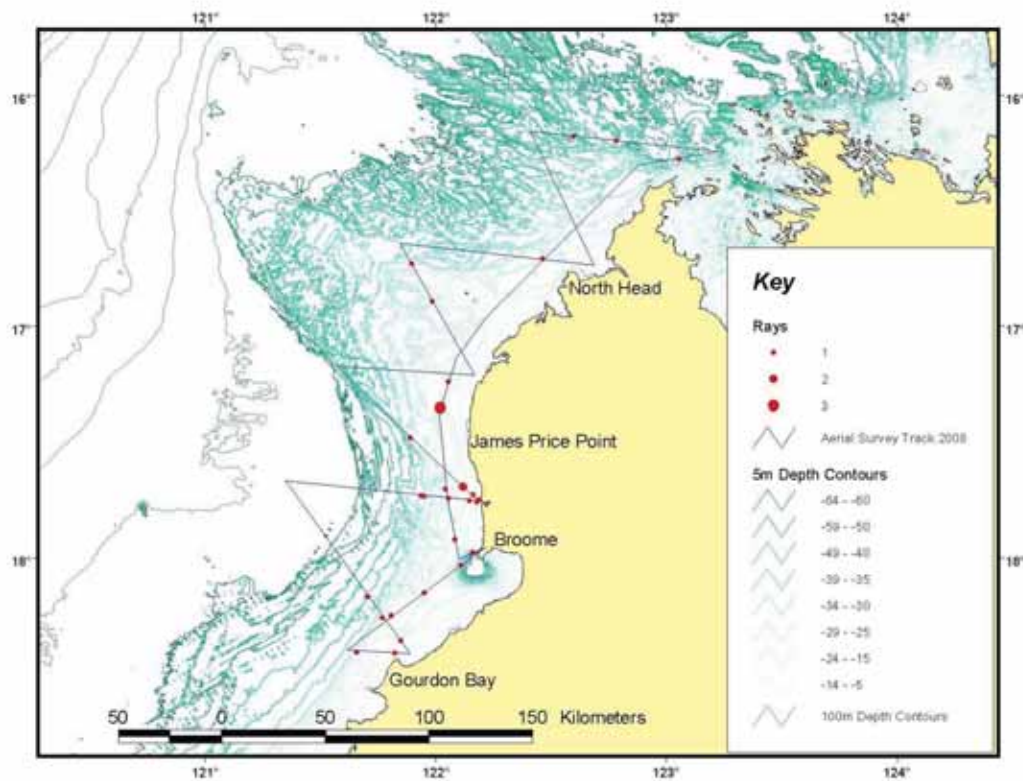 121° 122° 123° 124°
16° 16°
North Head
17° 17°
James Price Point
Broome
18° 18°
Gourdon Bay
50 0 50 100 150 Kilometers
121° 122° 123° 124°
Key
Rays
1
2
3
Aerial Survey Track 2008
5m Depth Contours
-64 - -60
-59 - -50
-49 - -40
-39 - -35
-34 - -30
-29 - -25
-24 - -15
-14 - -5
100m Depth Contours